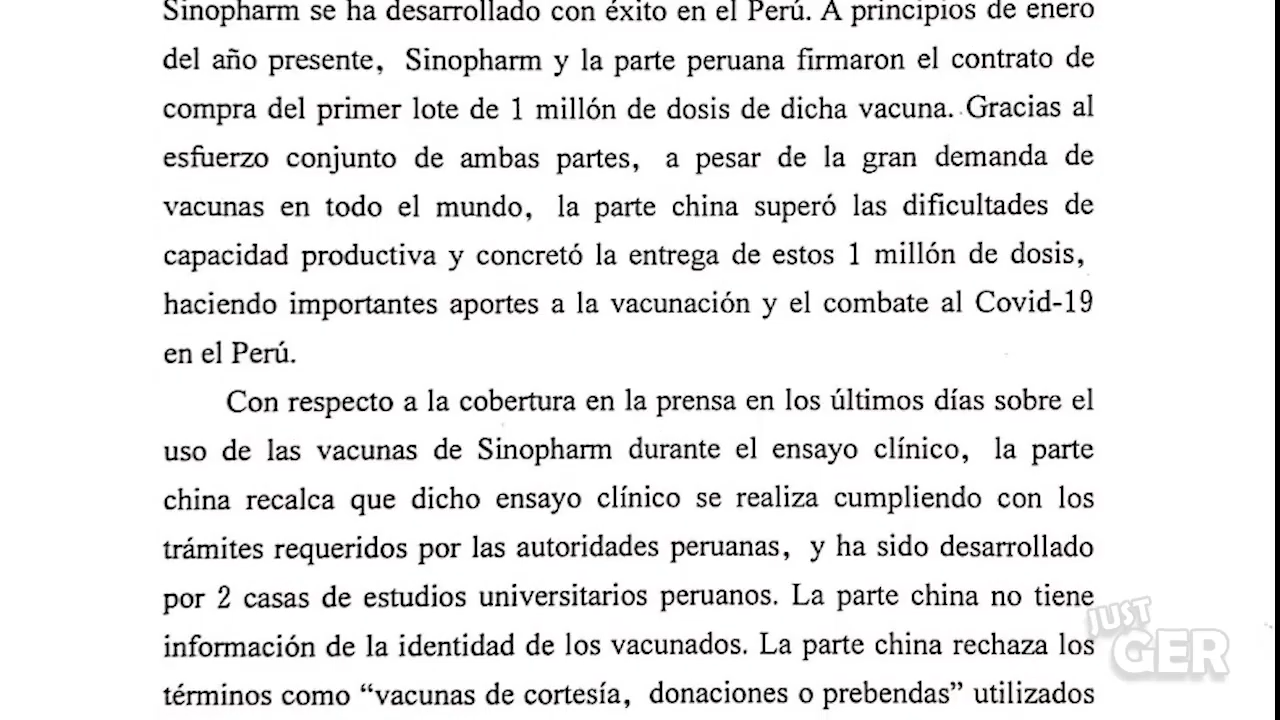 Sinopharm se ha desarrollado con éxito en el Perú. A principios de enero
del año presente, Sinopharm y la parte peruana firmaron el contrato de
compra del primer lote de 1 millón de dosis de dicha vacuna. Gracias al
esfuerzo conjunto de ambas partes, a pesar de la gran demanda de
vacunas en todo el mundo, la parte china superó las dificultades de
capacidad productiva y concretó la entrega de estos 1 millón de dosis,
haciendo importantes aportes a la vacunación y el combate al Covid-19
en el Perú.
Con respecto a la cobertura en la prensa en los últimos días sobre el
uso de las vacunas de Sinopharm durante el ensayo clínico, la parte
china recalca que dicho ensayo clínico se realiza cumpliendo con los
trámites requeridos por las autoridades peruanas, y ha sido desarrollado
por 2 casas de estudios universitarios peruanos. La parte china no tiene
información de la identidad de los vacunados. La parte china rechaza los
términos como “vacunas de cortesía, donaciones o prebendas” utilizados
JUST
GER